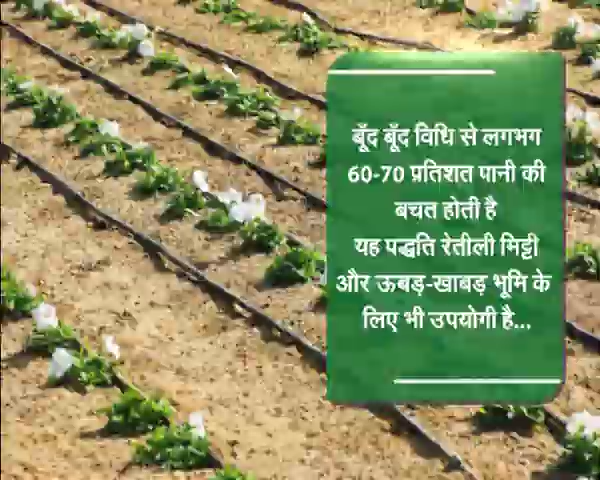 बूँद बूँद विधि से लगभग
60-70 प्रतिशत पानी की
बचत होती है
यह पद्धति रेतीली मिट्टी
और ऊबड़-खाबड़ भूमि के
लिए भी उपयोगी है...